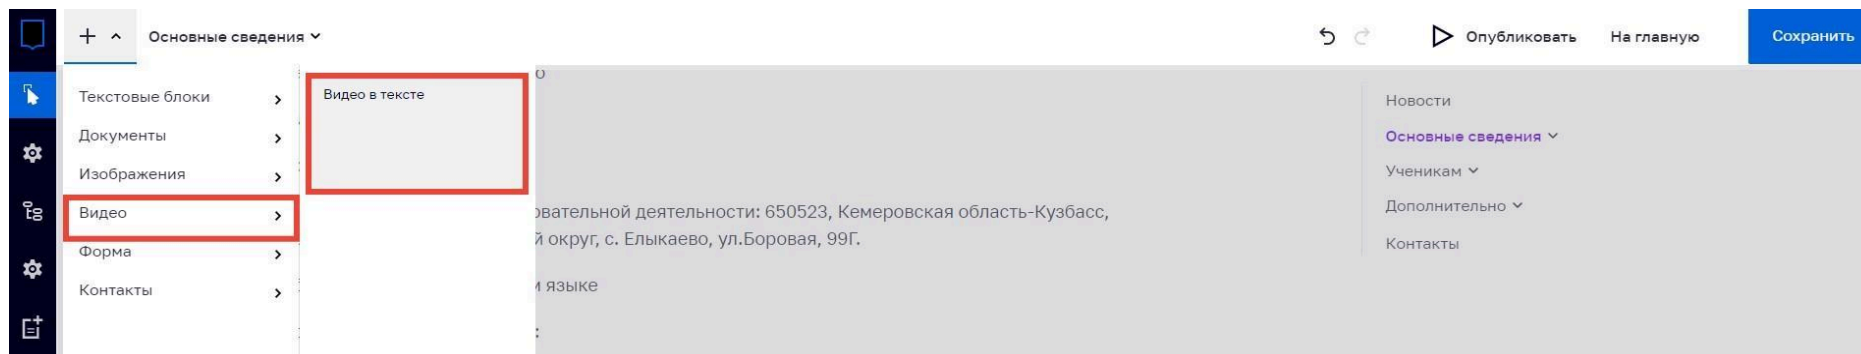 Основные сведения
Опубликовать
На главную
Сохранить
Текстовые блоки
Документы
Изображения
Видео
Форма
Контакты
Видео в тексте
деятельности: 650523, Кемеровская область-Кузбасс,
округ, с. Елыкаево, ул.Боровая, 99Г.
языке
Новости
Основные сведения
Ученикам
Дополнительно
Контакты